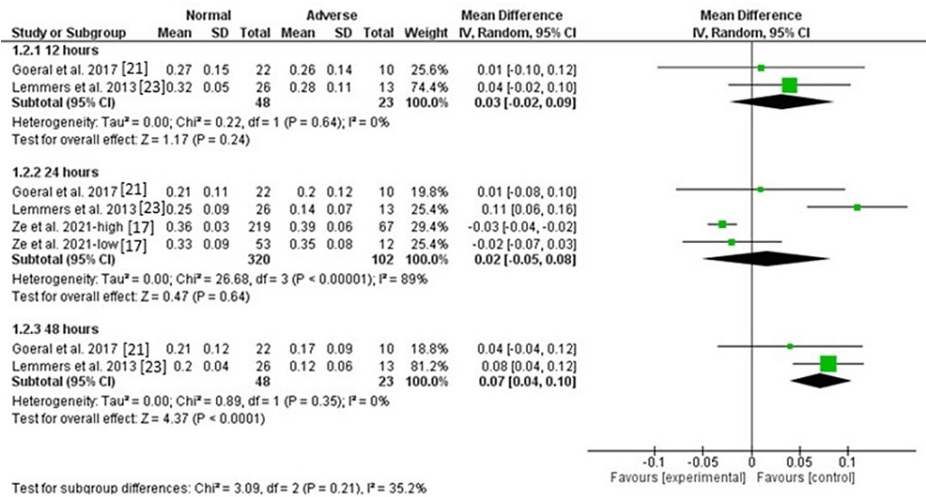 Normal Adverse Mean Difference Mean Difference
Study or Subgroup Mean SD Total Mean SD Total Weight IV, Random, 95% CI IV, Random, 95% CI
1.2.1 12 hours
Goeral et al. 2017 [21] 0.27 0.15 22 0.26 0.14 10 25.6% 0.01 [-0.10, 0.12]
Lemmers et al. 2013 [23] 0.32 0.05 26 0.28 0.11 13 74.4% 0.04 [-0.02, 0.10]
Subtotal (95% CI) 48 23 100.0% 0.03 [-0.02, 0.09]
Heterogeneity: Tau² = 0.00; Chi² = 0.22, df = 1 (P = 0.64); I² = 0%
Test for overall effect: Z = 1.17 (P = 0.24)
1.2.2 24 hours
Goeral et al. 2017 [21] 0.21 0.11 22 0.2 0.12 10 19.8% 0.01 [-0.08, 0.10]
Lemmers et al. 2013 [23] 0.25 0.09 26 0.14 0.07 13 25.4% 0.11 [0.06, 0.16]
Ze et al. 2021-high [17] 0.36 0.03 219 0.39 0.06 67 29.4% -0.03 [-0.04, -0.02]
Ze et al. 2021-low [17] 0.33 0.09 53 0.35 0.08 12 25.4% -0.02 [-0.07, 0.03]
Subtotal (95% CI) 320 102 100.0% 0.02 [-0.05, 0.08]
Heterogeneity: Tau² = 0.00; Chi² = 26.68, df = 3 (P < 0.00001); I² = 89%
Test for overall effect: Z = 0.47 (P = 0.64)
1.2.3 48 hours
Goeral et al. 2017 [21] 0.21 0.12 22 0.17 0.09 10 18.8% 0.04 [-0.04, 0.12]
Lemmers et al. 2013 [23] 0.2 0.04 26 0.12 0.06 13 81.2% 0.08 [0.04, 0.12]
Subtotal (95% CI) 48 23 100.0% 0.07 [0.04, 0.10]
Heterogeneity: Tau² = 0.00; Chi² = 0.89, df = 1 (P = 0.35); I² = 0%
Test for overall effect: Z = 4.37 (P < 0.0001)
-0.1 -0.05 0 0.05 0.1
Favours [experimental] Favours [control]
Test for subgroup differences: Chi² = 3.09, df = 2 (P = 0.21), I² = 35.2%